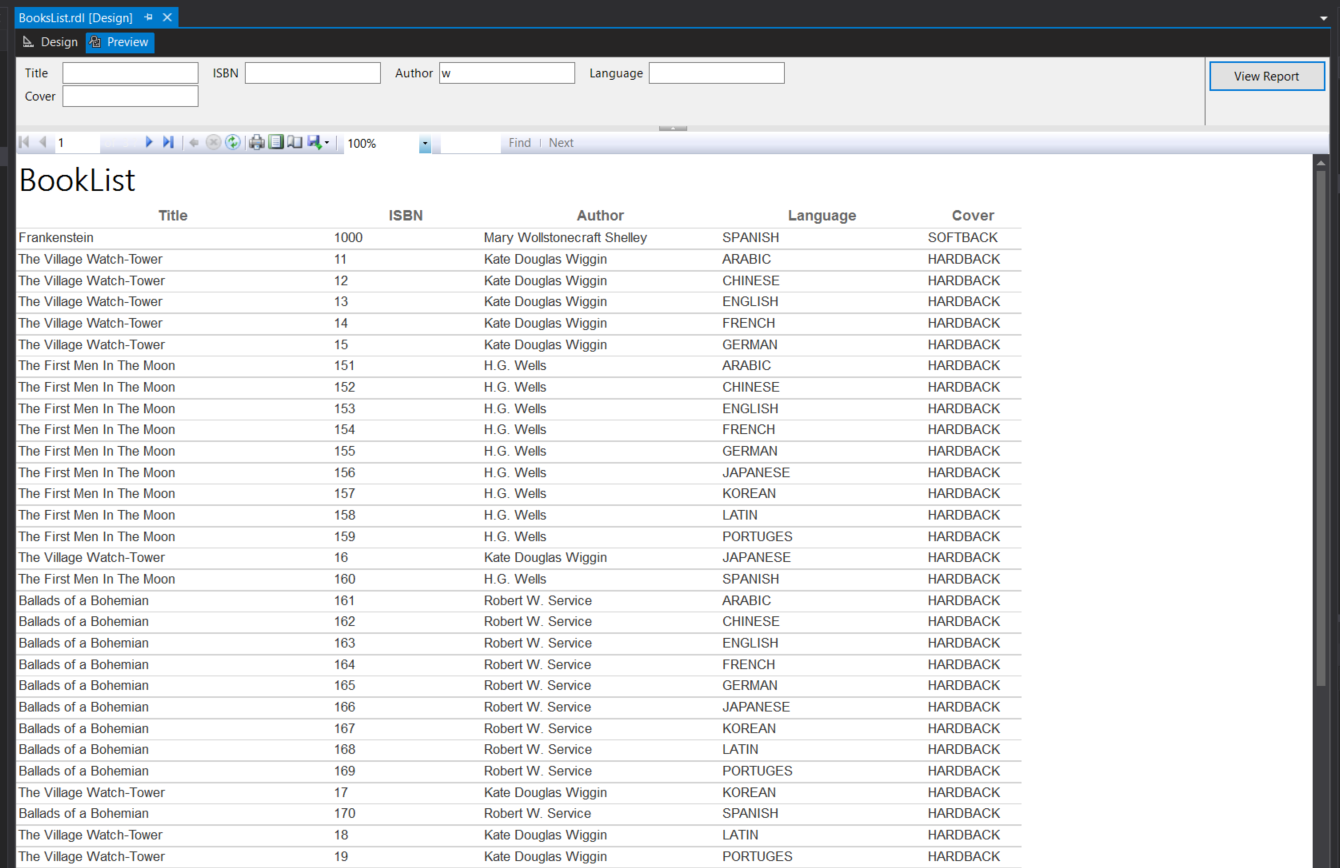 BooksList.rdl [Design]
Design Preview
Title ISBN Author w Language View Report
Cover
1 100% Find Next
BookList
Title ISBN Author Language Cover
Frankenstein 1000 Mary Wollstonecraft Shelley SPANISH SOFTBACK
The Village Watch-Tower 11 Kate Douglas Wiggin ARABIC HARDBACK
The Village Watch-Tower 12 Kate Douglas Wiggin CHINESE HARDBACK
The Village Watch-Tower 13 Kate Douglas Wiggin ENGLISH HARDBACK
The Village Watch-Tower 14 Kate Douglas Wiggin FRENCH HARDBACK
The Village Watch-Tower 15 Kate Douglas Wiggin GERMAN HARDBACK
The First Men In The Moon 151 H.G. Wells ARABIC HARDBACK
The First Men In The Moon 152 H.G. Wells CHINESE HARDBACK
The First Men In The Moon 153 H.G. Wells ENGLISH HARDBACK
The First Men In The Moon 154 H.G. Wells FRENCH HARDBACK
The First Men In The Moon 155 H.G. Wells GERMAN HARDBACK
The First Men In The Moon 156 H.G. Wells JAPANESE HARDBACK
The First Men In The Moon 157 H.G. Wells KOREAN HARDBACK
The First Men In The Moon 158 H.G. Wells LATIN HARDBACK
The First Men In The Moon 159 H.G. Wells PORTUGES HARDBACK
The Village Watch-Tower 16 Kate Douglas Wiggin JAPANESE HARDBACK
The First Men In The Moon 160 H.G. Wells SPANISH HARDBACK
Ballads of a Bohemian 161 Robert W. Service ARABIC HARDBACK
Ballads of a Bohemian 162 Robert W. Service CHINESE HARDBACK
Ballads of a Bohemian 163 Robert W. Service ENGLISH HARDBACK
Ballads of a Bohemian 164 Robert W. Service FRENCH HARDBACK
Ballads of a Bohemian 165 Robert W. Service GERMAN HARDBACK
Ballads of a Bohemian 166 Robert W. Service JAPANESE HARDBACK
Ballads of a Bohemian 167 Robert W. Service KOREAN HARDBACK
Ballads of a Bohemian 168 Robert W. Service LATIN HARDBACK
Ballads of a Bohemian 169 Robert W. Service PORTUGES HARDBACK
The Village Watch-Tower 17 Kate Douglas Wiggin KOREAN HARDBACK
Ballads of a Bohemian 170 Robert W. Service SPANISH HARDBACK
The Village Watch-Tower 18 Kate Douglas Wiggin LATIN HARDBACK
The Village Watch-Tower 19 Kate Douglas Wiggin PORTUGES HARDBACK